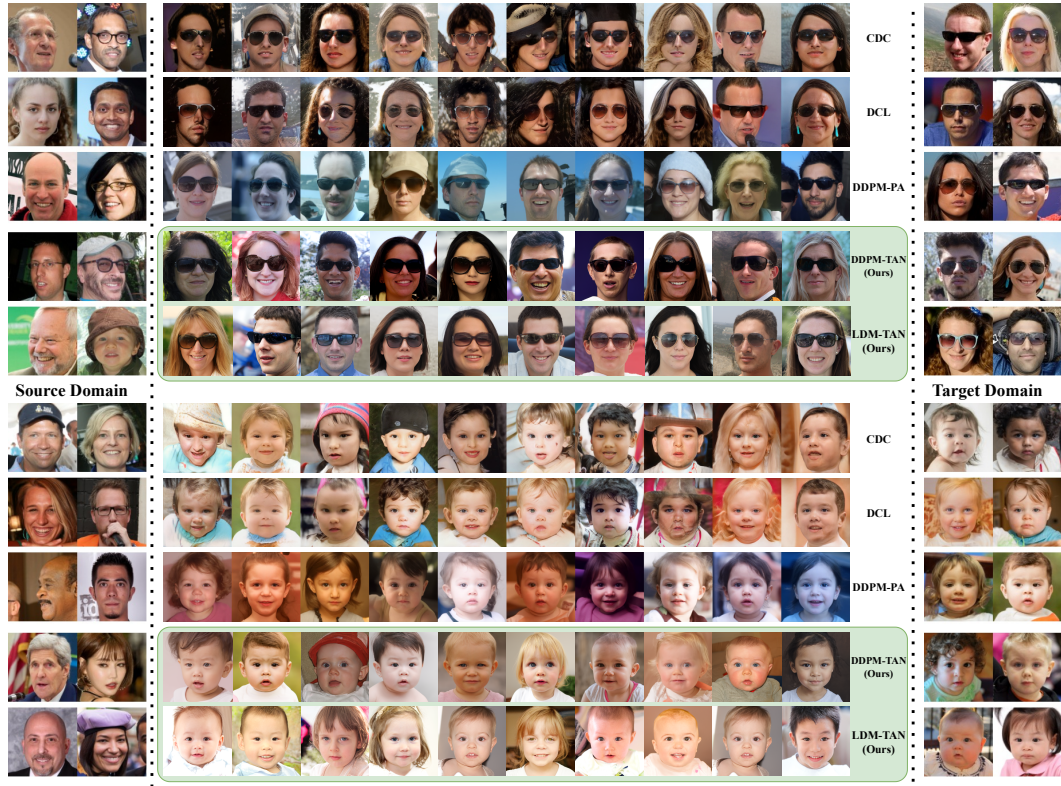 CDC
DCL
DDPM-PA
DDPM-TAN
(Ours)
LDM-TAN
(Ours)
Source Domain
Target Domain
CDC
DCL
DDPM-PA
DDPM-TAN
(Ours)
LDM-TAN
(Ours)